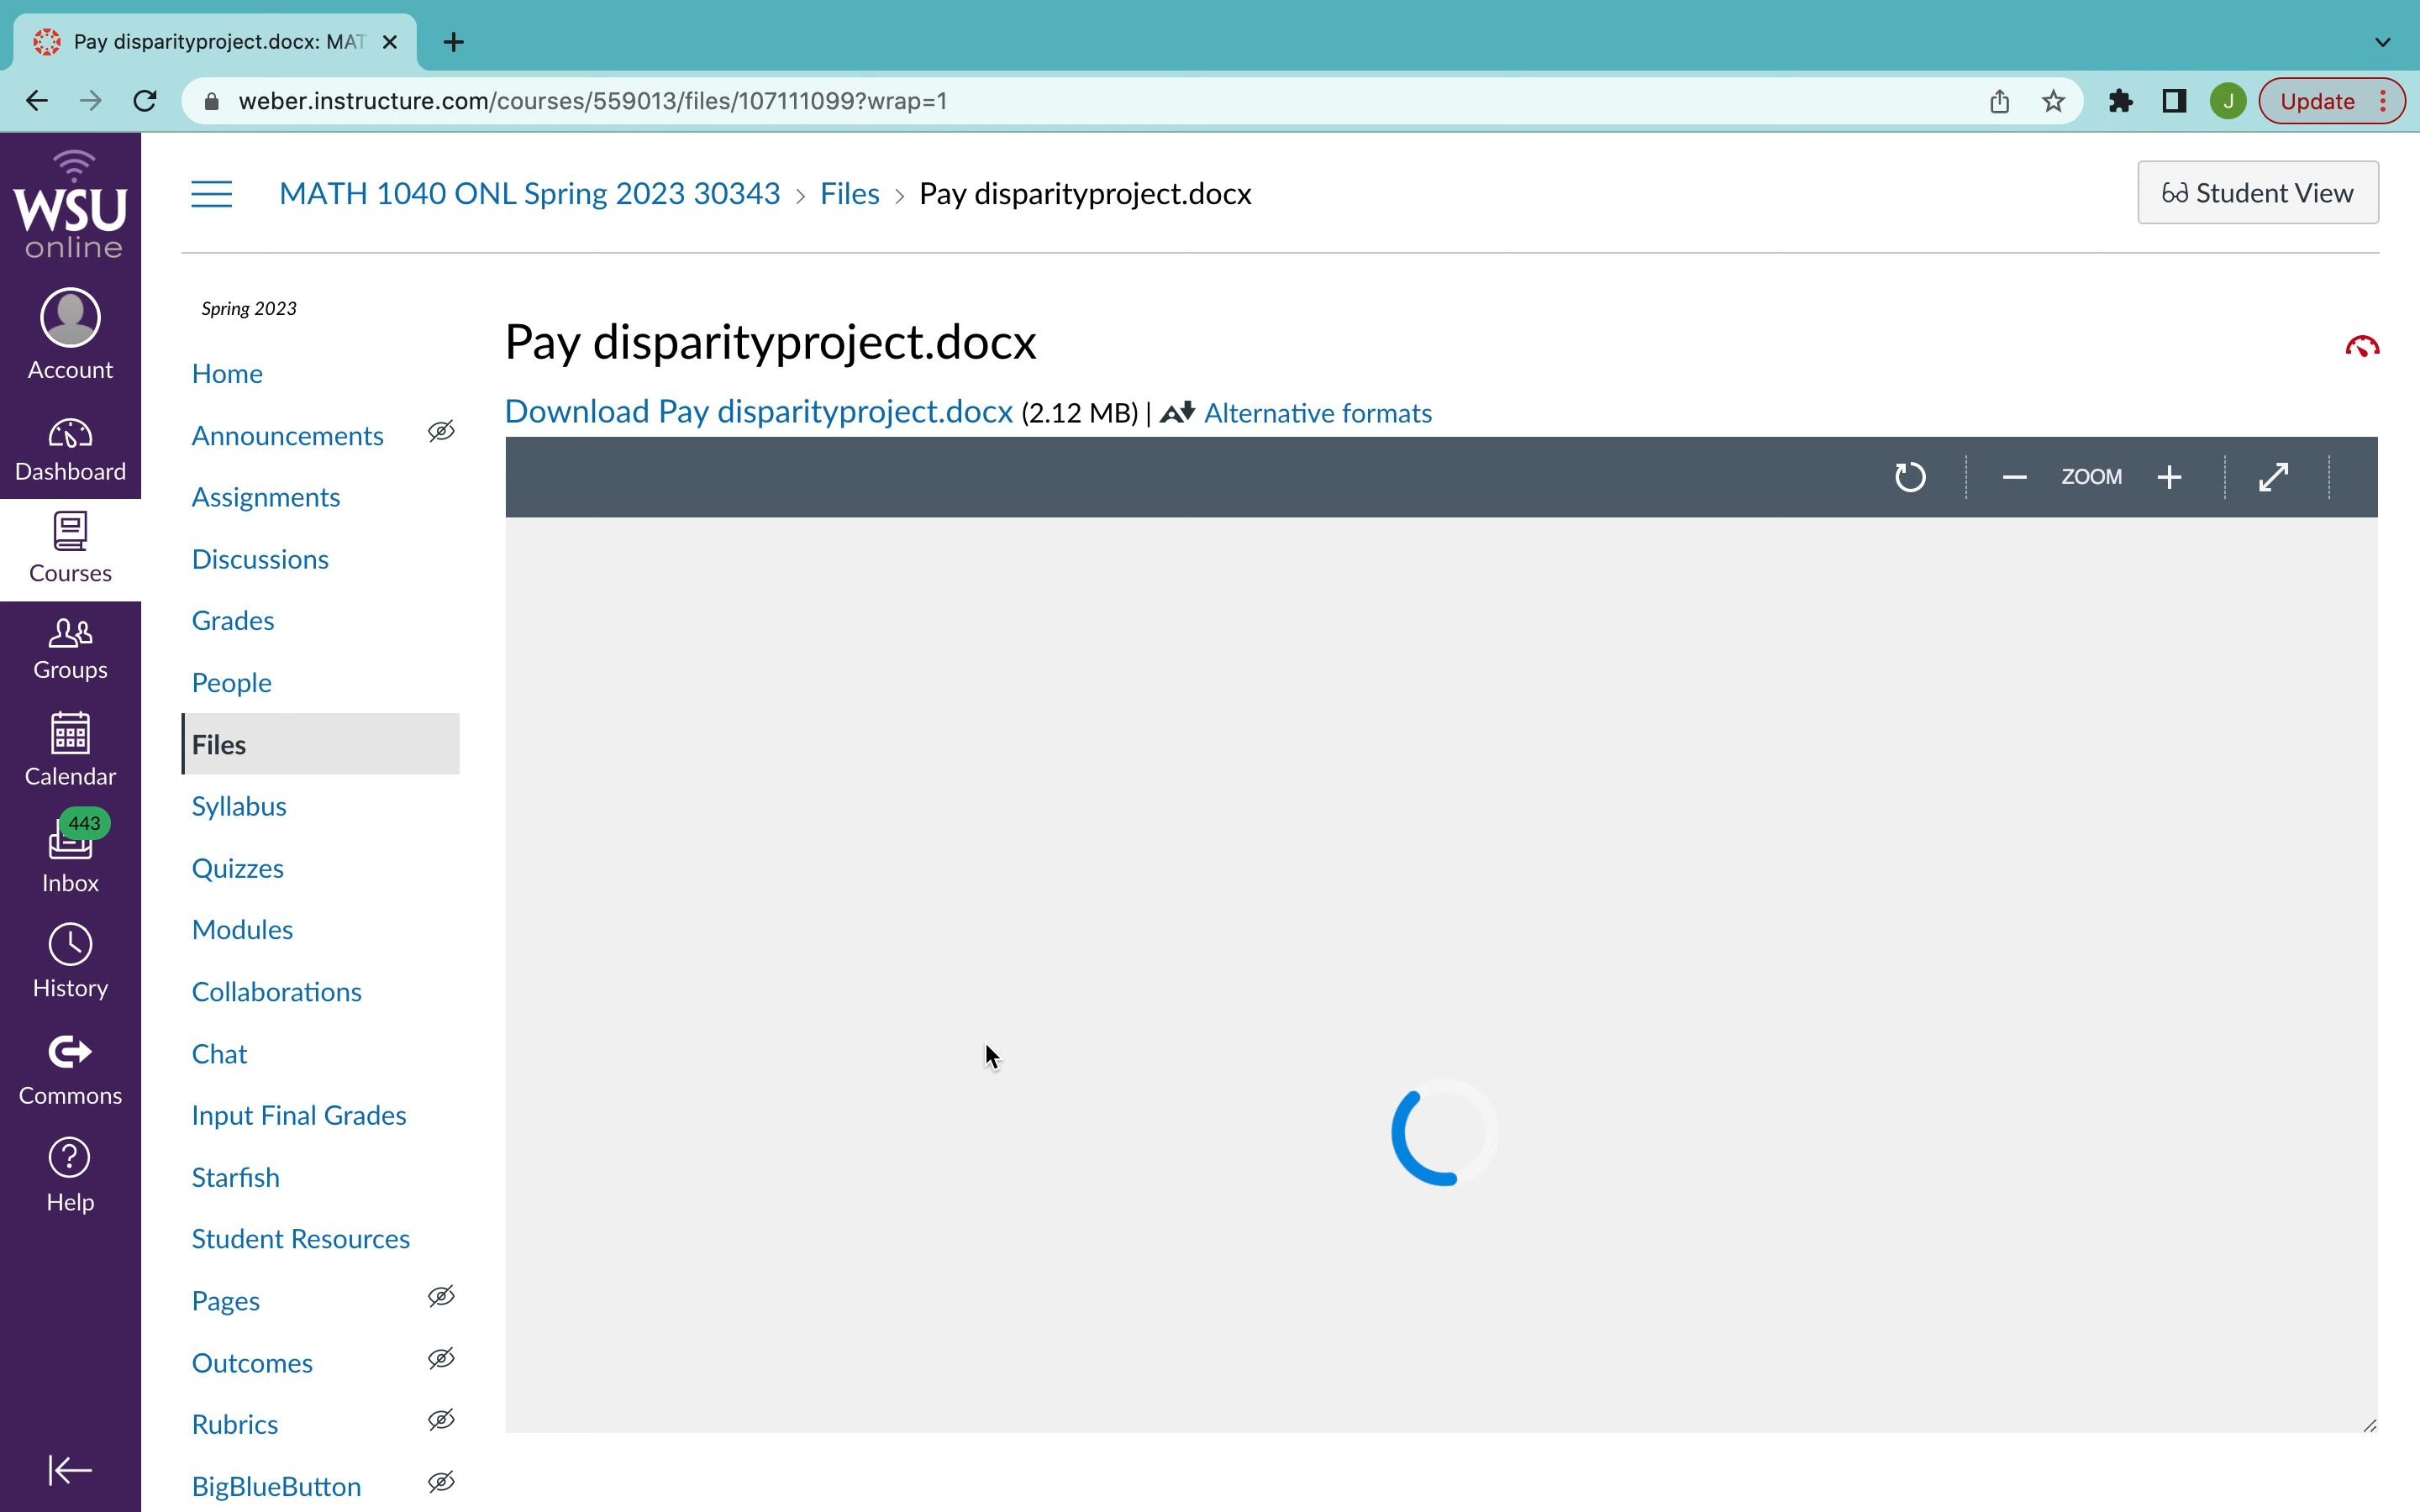 Pay disparityproject.docx: MAT
weber.instructure.com/courses/559013/files/107111099?wrap=1
J
Update
WSU
online
Account
Dashboard
Courses
Groups
Calendar
443
Inbox
History
Commons
Help
MATH 1040 ONL Spring 2023 30343 > Files > Pay disparityproject.docx
Student View
Spring 2023
Home
Announcements
Assignments
Discussions
Grades
People
Files
Syllabus
Quizzes
Modules
Collaborations
Chat
Input Final Grades
Starfish
Student Resources
Pages
Outcomes
Rubrics
BigBlueButton
Pay disparityproject.docx
Download Pay disparityproject.docx (2.12 MB) | Alternative formats
ZOOM